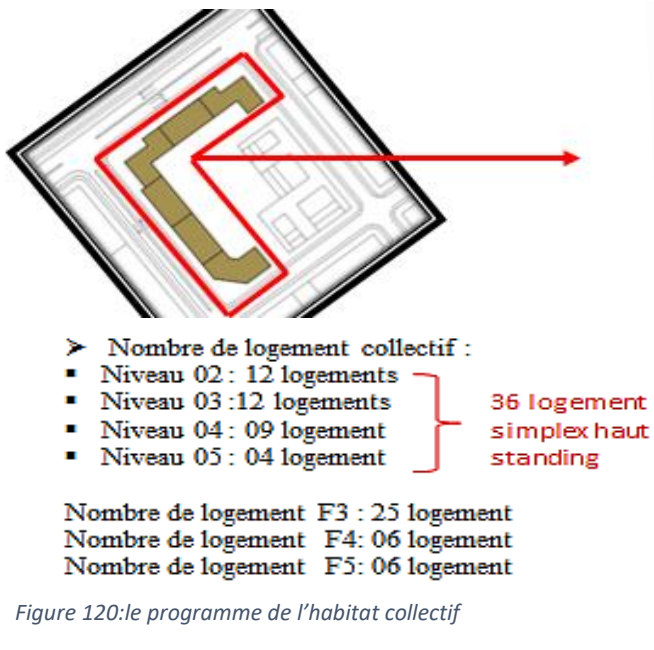 ➤ Nombre de logement collectif :
▪ Niveau 02 : 12 logements
▪ Niveau 03 :12 logements
▪ Niveau 04 : 09 logement
▪ Niveau 05 : 04 logement
36 logement
simplex haut
standing
Nombre de logement F3 : 25 logement
Nombre de logement F4: 06 logement
Nombre de logement F5: 06 logement
Figure 120:le programme de l’habitat collectif